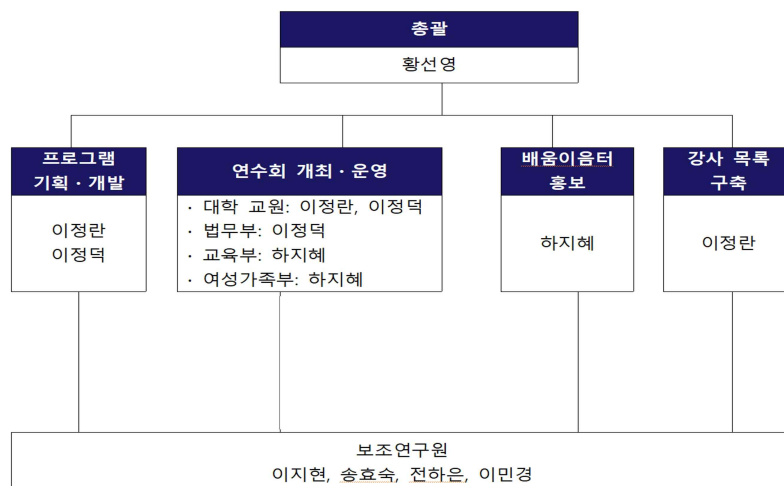 총괄
황선영
프로그램
기획·개발
이정란
이정덕
연수회 개최·운영
· 대학 교원: 이정란, 이정덕
· 법무부: 이정덕
· 교육부: 하지혜
· 여성가족부: 하지혜
배움이음터
홍보
하지혜
강사 목록
구축
이정란
보조연구원
이지현, 송효숙, 전하은, 이민경